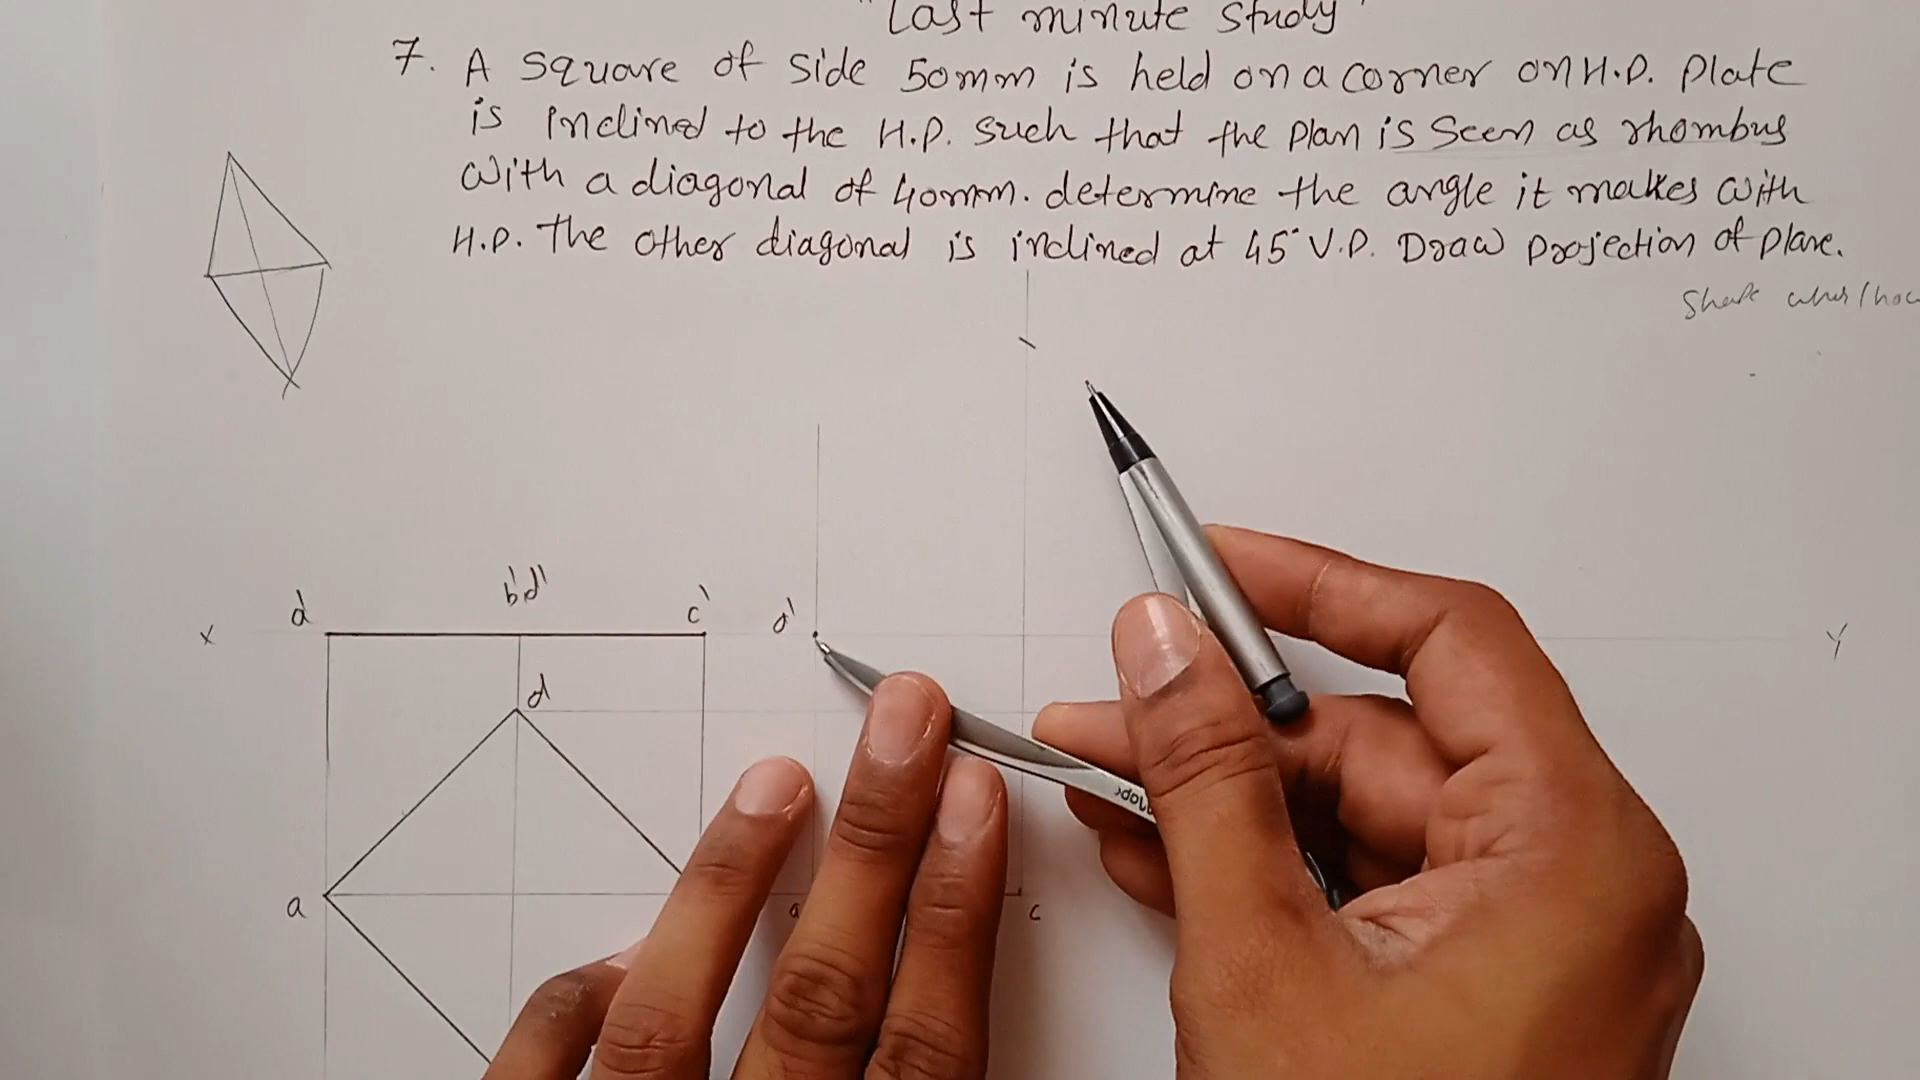 "Last minute study"
7. A square of side 50mm is held on a corner on H.P. Plate
is inclined to the H.P. such that the plan is seen as rhombus
with a diagonal of 40mm. determine the angle it makes with
H.P. The other diagonal is inclined at 45° V.P. Draw projection of plane.
b'd'
a' c' a'
X Y
d
a a c